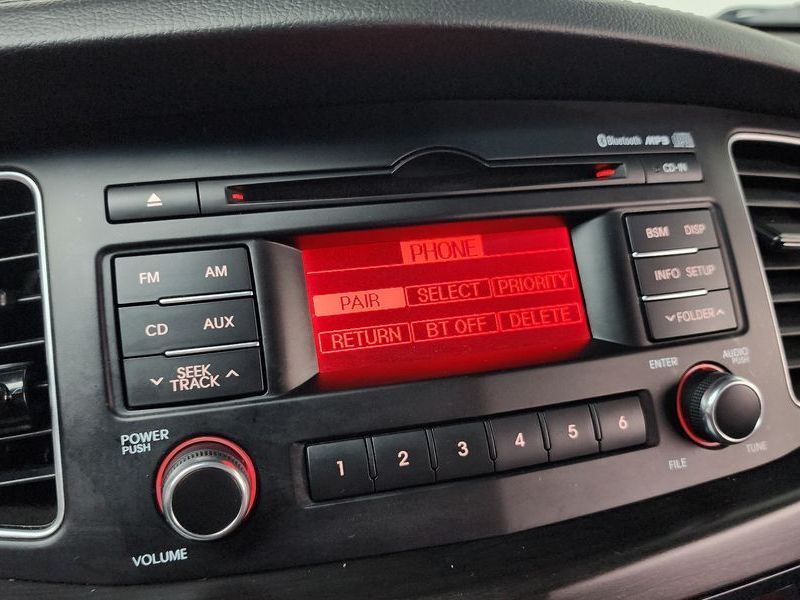 Bluetooth MP3
CD-IN
PHONE
PAIR SELECT PRIORITY
RETURN BT OFF DELETE
FM AM
CD AUX
SEEK
TRACK
BSM DISP
INFO SETUP
FOLDER
POWER
PUSH
VOLUME
1 2 3 4 5 6
ENTER
AUDIO
PUSH
FILE
TUNE